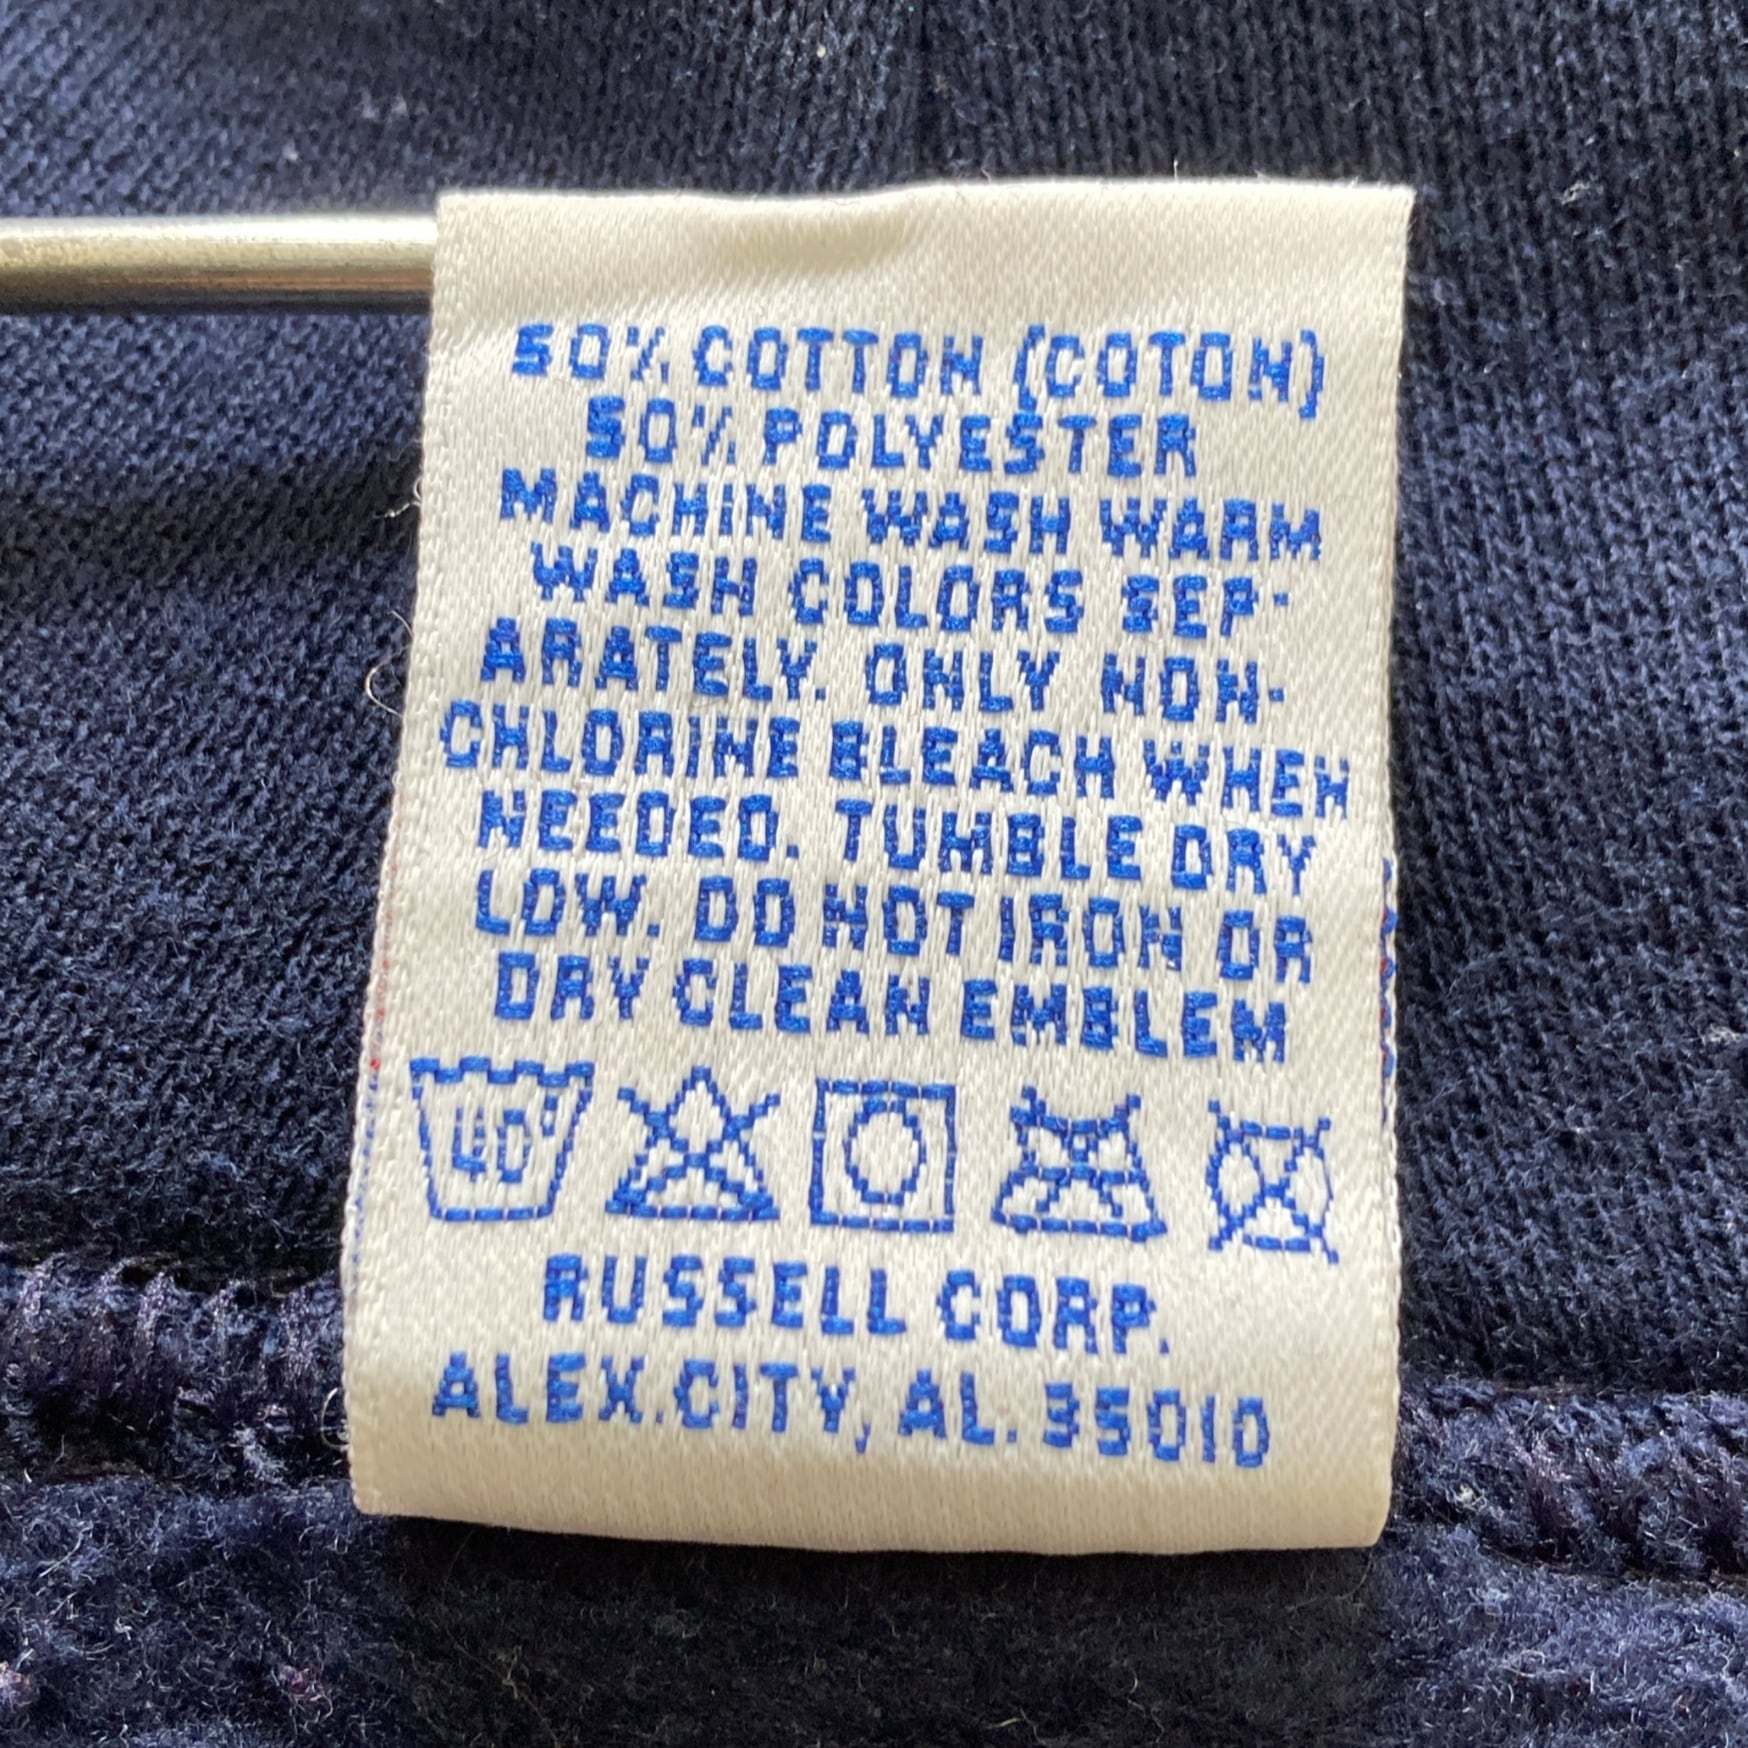 50% COTTON (COTON)
50% POLYESTER
MACHINE WASH WARM
WASH COLORS SEP-
ARATELY. ONLY NON-
CHLORINE BLEACH WHEN
NEEDED. TUMBLE DRY
LOW. DO NOT IRON OR
DRY CLEAN EMBLEM
40°
RUSSELL CORP.
ALEX.CITY, AL. 35010